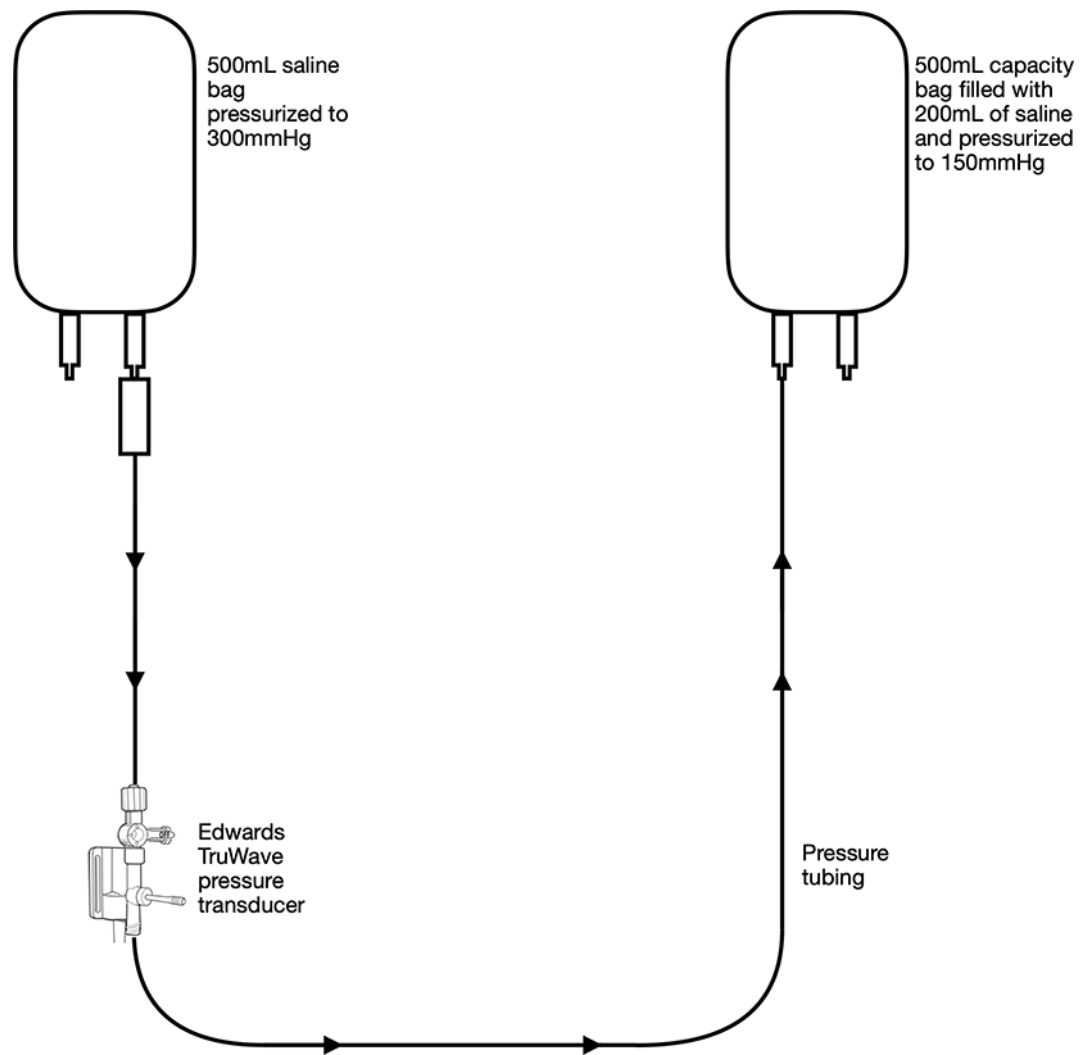 500mL saline
bag
pressurized to
300mmHg
500mL capacity
bag filled with
200mL of saline
and pressurized
to 150mmHg
OFF
Edwards
TruWave
pressure
transducer
Pressure
tubing